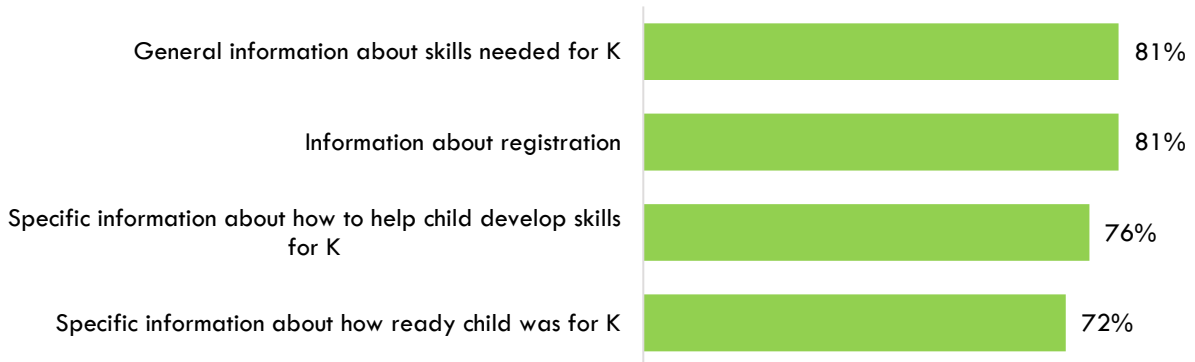 General information about skills needed for K
81%
Information about registration
81%
Specific information about how to help child develop skills
for K
76%
Specific information about how ready child was for K
72%